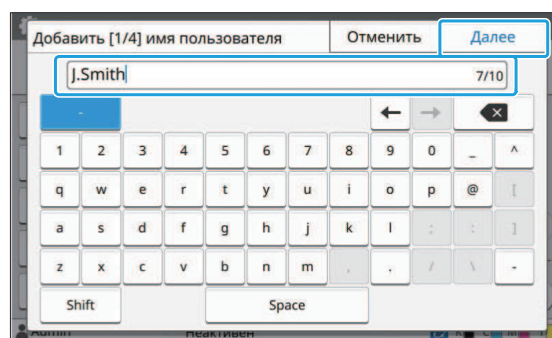 Добавить [1/4] имя пользователя Отменить Далее
J.Smith 7/10
- ← →
1 2 3 4 5 6 7 8 9 0 _ ^
q w e r t y u i o p @ [
a s d f g h j k l ; : ]
z x c v b n m , . / \ -
Shift Space
Admin Неактивен